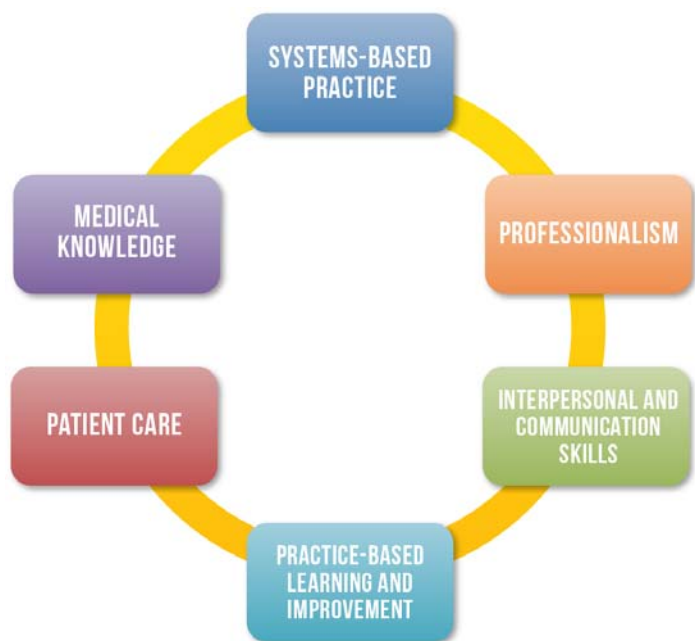 SYSTEMS-BASED
PRACTICE
MEDICAL
KNOWLEDGE
PROFESSIONALISM
PATIENT CARE
INTERPERSONAL AND
COMMUNICATION
SKILLS
PRACTICE-BASED
LEARNING AND
IMPROVEMENT